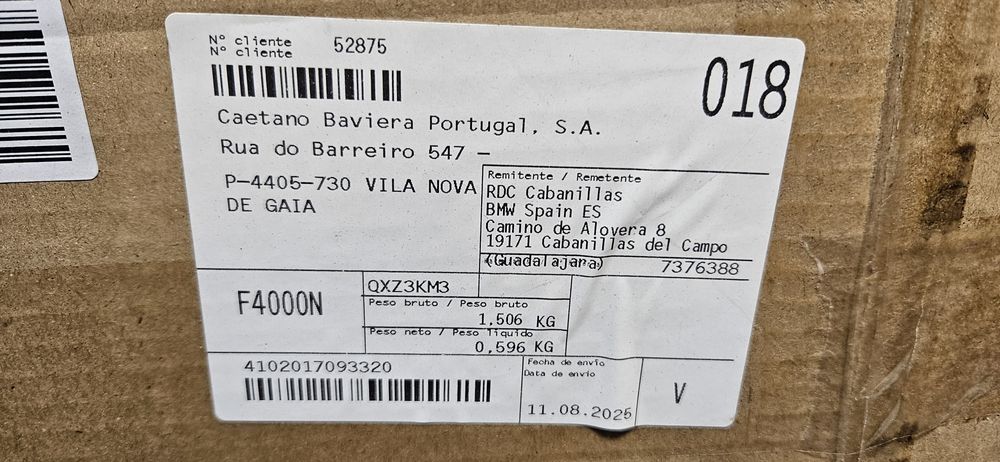 Nº cliente 52875
Nº cliente
018
Caetano Baviera Portugal, S.A.
Rua do Barreiro 547 –
P-4405-730 VILA NOVA
DE GAIA
Remitente / Remetente
RDC Cabanillas
BMW Spain ES
Camino de Alovera 8
19171 Cabanillas del Campo
(Guadalajara)
7376388
F4000N
QXZ3KM3
Peso bruto / Peso bruto
1,506 KG
Peso neto / Peso líquido
0,596 KG
4102017093320
Fecha de envío
Data de envio
11.08.2025
V